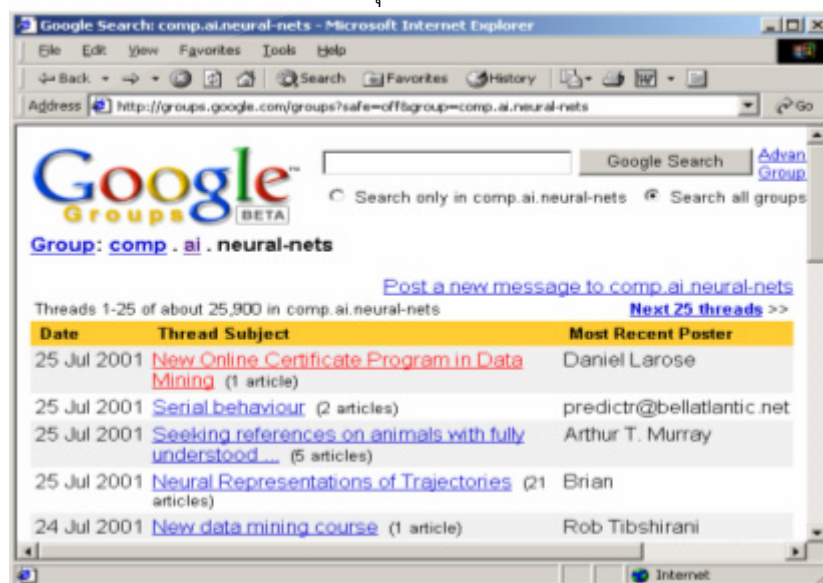 Google Search: comp.ai.neural-nets - Microsoft Internet Explorer
File Edit View Favorites Tools Help
Back Search Favorites History
Address http://groups.google.com/groups?safe=off&group=comp.ai.neural-nets Go
Google™
Groups BETA
Google Search
Advan
Group
Search only in comp.ai.neural-nets Search all groups
Group: comp . ai . neural-nets
Post a new message to comp.ai.neural-nets
Threads 1-25 of about 25,900 in comp.ai.neural-nets Next 25 threads >>
Date Thread Subject Most Recent Poster
25 Jul 2001 New Online Certificate Program in Data Daniel Larose
Mining (1 article)
25 Jul 2001 Serial behaviour (2 articles) predictr@bellatlantic.net
25 Jul 2001 Seeking references on animals with fully Arthur T. Murray
understood ... (5 articles)
25 Jul 2001 Neural Representations of Trajectories (21 Brian
articles)
24 Jul 2001 New data mining course (1 article) Rob Tibshirani
Internet